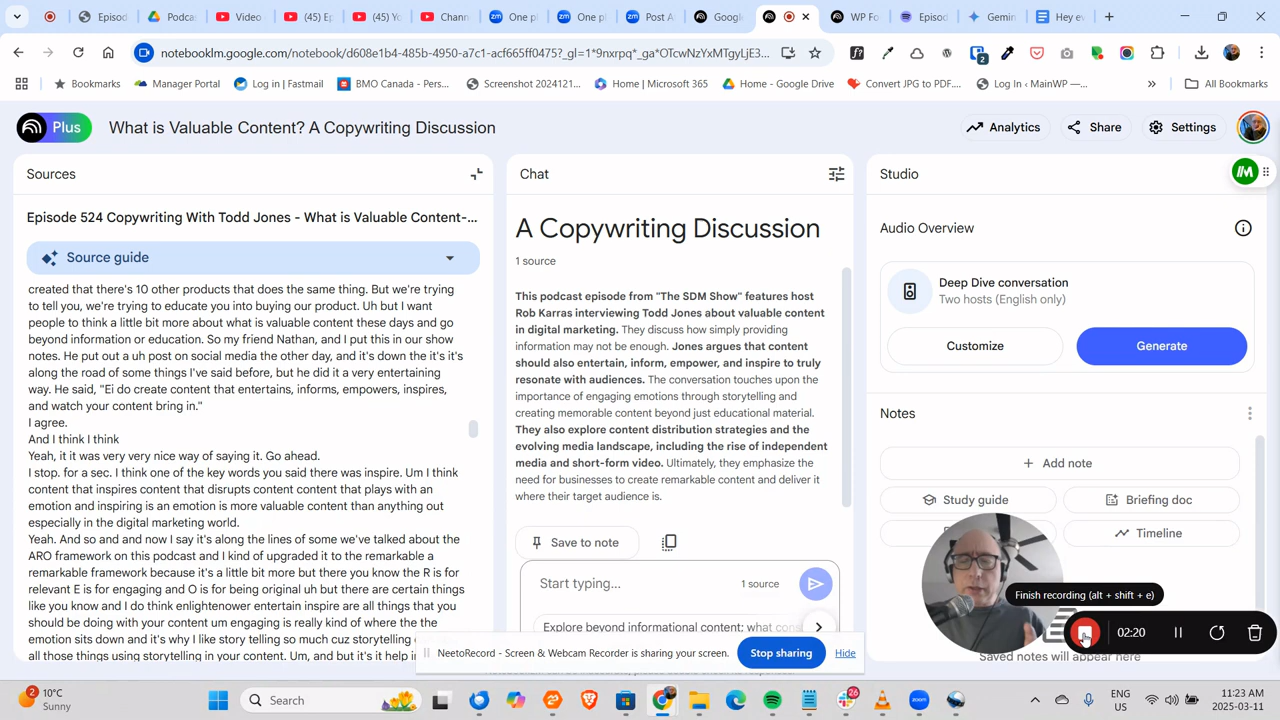 Episod
Podca
Video
(45) E
(45) Yo
Chann
One pl
One pl
Post A
Google
WP Fo
Episod
Gemin
Hey ev
notebooklm.google.com/notebook/d608e1b4-485b-4950-a7c1-acf665ff0475?_gl=1*9nxrpq*_ga*OTcwNzYxMTgyLjE3...
Bookmarks
Manager Portal
Log in | Fastmail
BMO Canada - Pers...
Screenshot 20241211...
Home | Microsoft 365
Home - Google Drive
Convert JPG to PDF....
Log In ‹ MainWP —...
» All Bookmarks
Plus
What is Valuable Content? A Copywriting Discussion
Analytics
Share
Settings
Sources
Episode 524 Copywriting With Todd Jones - What is Valuable Content-...
Source guide
created that there's 10 other products that does the same thing. But we're trying
to tell you, we're trying to educate you into buying our product. Uh but I want
people to think a little bit more about what is valuable content these days and go
beyond information or education. So my friend Nathan, and I put this in our show
notes. He put out a uh post on social media the other day, and it's down the it's it's
along the road of some things I've said before, but he did it a very entertaining
way. He said, "Ei do create content that entertains, informs, empowers, inspires,
and watch your content bring in."
I agree.
And I think I think
Yeah, it it was very very nice way of saying it. Go ahead.
I stop. for a sec. I think one of the key words you said there was inspire. Um I think
content that inspires content that disrupts content content that plays with an
emotion and inspiring is an emotion is more valuable content than anything out
especially in the digital marketing world.
Yeah. And so and and now I say it's along the lines of some we've talked about the
ARO framework on this podcast and I kind of upgraded it to the remarkable a
remarkable framework because it's a little bit more but there you know the R is for
relevant E is for engaging and O is for being original uh but there are certain things
like you know and I do think enlightenower entertain inspire are all things that you
should be doing with your content um engaging is really kind of where the the
emotion sits down and it's why I like story telling so much cuz storytelling
all those things using storytelling in your content. Um, and but it's it help in
Chat
A Copywriting Discussion
1 source
This podcast episode from "The SDM Show" features host
Rob Karras interviewing Todd Jones about valuable content
in digital marketing. They discuss how simply providing
information may not be enough. Jones argues that content
should also entertain, inform, empower, and inspire to truly
resonate with audiences. The conversation touches upon the
importance of engaging emotions through storytelling and
creating memorable content beyond just educational material.
They also explore content distribution strategies and the
evolving media landscape, including the rise of independent
media and short-form video. Ultimately, they emphasize the
need for businesses to create remarkable content and deliver it
where their target audience is.
Save to note
Start typing...
1 source
Explore beyond informational content; what cons
Studio
Audio Overview
Deep Dive conversation
Two hosts (English only)
Customize
Generate
Notes
Add note
Study guide
Briefing doc
Timeline
Finish recording (alt + shift + e)
02:20
Saved notes will appear here
NeetoRecord - Screen & Webcam Recorder is sharing your screen.
Stop sharing
Hide
10°C
Sunny
2
Search
26
ENG
US
11:23 AM
2025-03-11